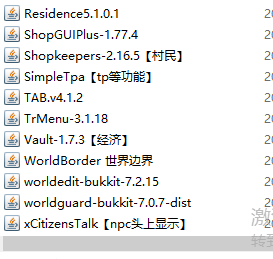 Residence5.1.0.1
ShopGUIPlus-1.77.4
Shopkeepers-2.16.5【村民】
SimpleTpa【tp等功能】
TAB.v4.1.2
TrMenu-3.1.18
Vault-1.7.3【经济】
WorldBorder 世界边界
worldedit-bukkit-7.2.15
worldguard-bukkit-7.0.7-dist
xCitizensTalk【npc头上显示】
激
转到